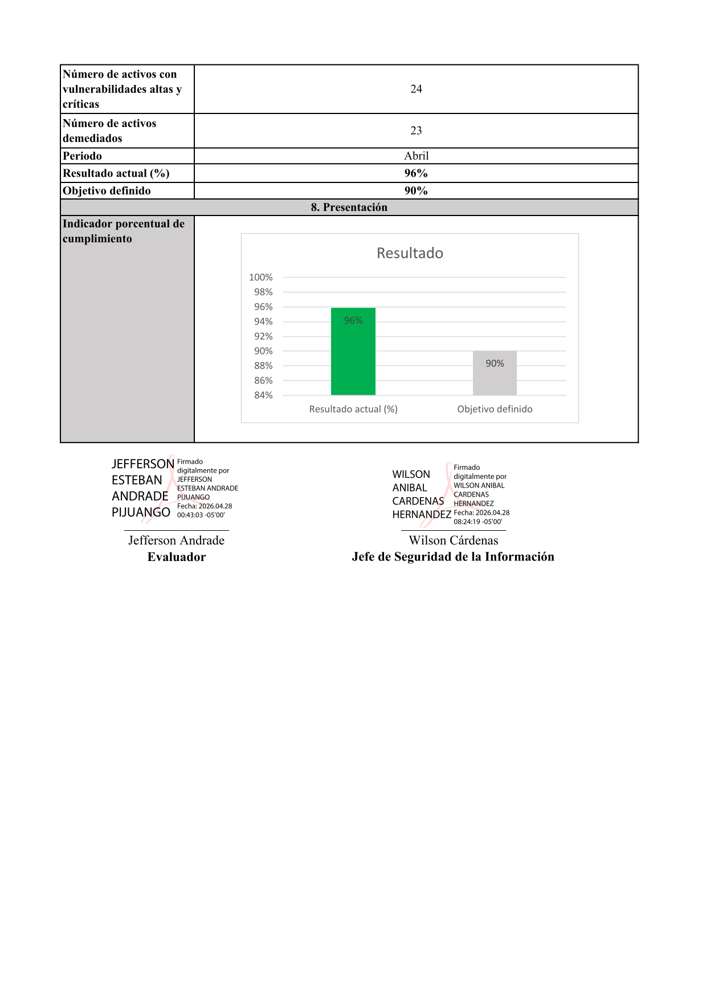 Número de activos con
vulnerabilidades altas y
críticas
24
Número de activos
demediados
23
Periodo
Abril
Resultado actual (%)
96%
Objetivo definido
90%
8. Presentación
Indicador porcentual de
cumplimiento
Resultado
100%
98%
96%
94%
92%
90%
88%
86%
84%
96%
90%
Resultado actual (%)
Objetivo definido
JEFFERSON
ESTEBAN
ANDRADE
PIJUANGO
Firmado
digitalmente por
JEFFERSON
ESTEBAN ANDRADE
PIJUANGO
Fecha: 2026.04.28
00:43:03 -05'00'
Jefferson Andrade
Evaluador
WILSON
ANIBAL
CARDENAS
HERNANDEZ
Firmado
digitalmente por
WILSON ANIBAL
CARDENAS
HERNANDEZ
Fecha: 2026.04.28
08:24:19 -05'00'
Wilson Cárdenas
Jefe de Seguridad de la Información